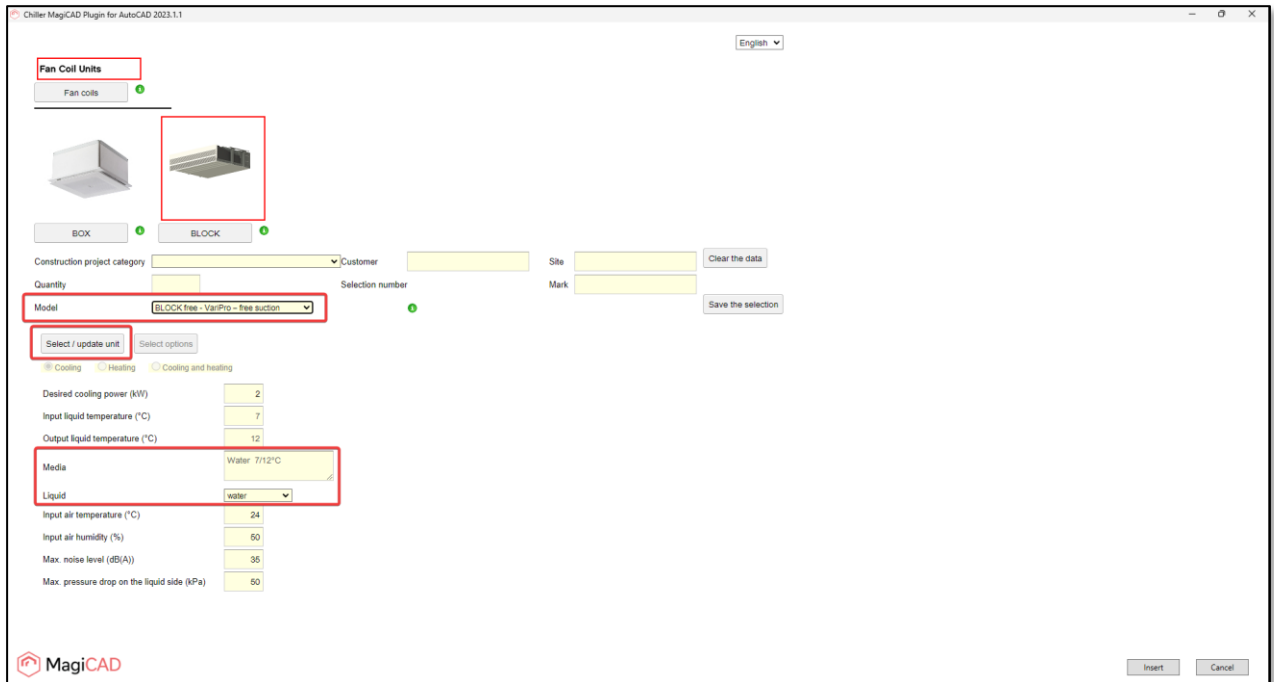 Chiller MagiCAD Plugin for AutoCAD 2023.1.1
English
Fan Coil Units
Fan coils
BOX
BLOCK
Construction project category
Customer
Site
Clear the data
Quantity
Selection number
Mark
Model
BLOCK free - VariPro – free suction
Save the selection
Select / update unit
Select options
Cooling
Heating
Cooling and heating
Desired cooling power (kW)
2
Input liquid temperature (°C)
7
Output liquid temperature (°C)
12
Media
Water 7/12°C
Liquid
water
Input air temperature (°C)
24
Input air humidity (%)
50
Max. noise level (dB(A))
35
Max. pressure drop on the liquid side (kPa)
50
MagiCAD
Insert
Cancel